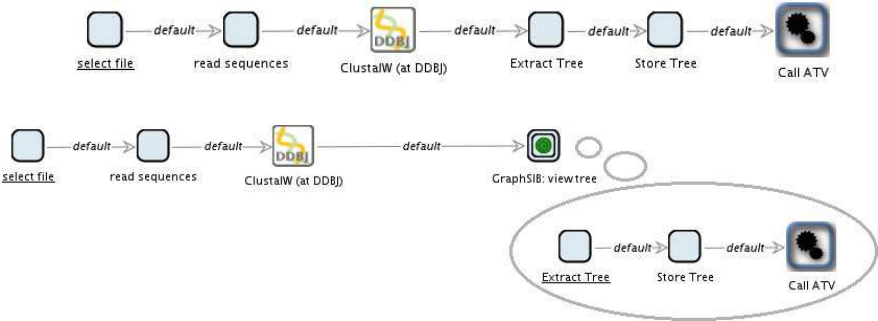 default default default default default
DDBJ
select file read sequences ClustalW (at DDBJ) Extract Tree Store Tree Call ATV
default default default
DDBJ
select file read sequences ClustalW (at DDBJ) GraphSIB: view tree
default default
Extract Tree Store Tree Call ATV